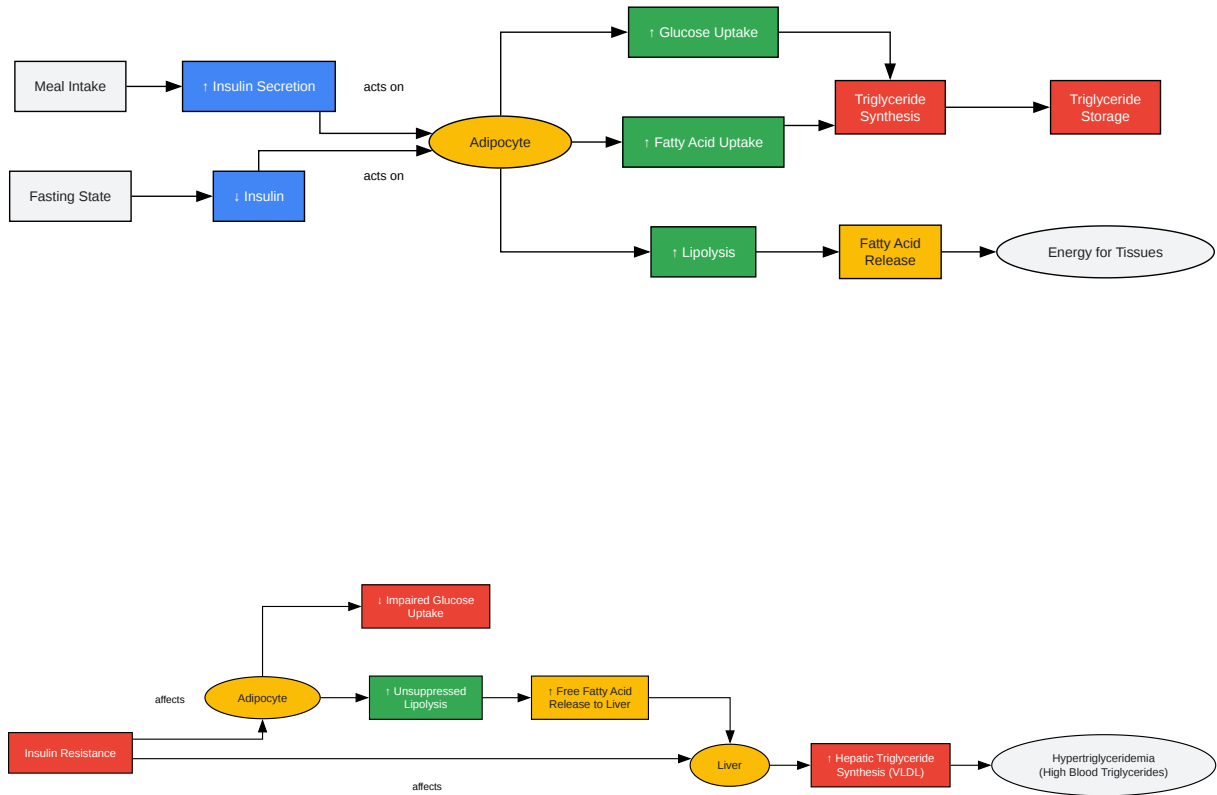 Meal Intake
↑ Insulin Secretion
acts on
Fasting State
↓ Insulin
acts on
Adipocyte
↑ Glucose Uptake
↑ Fatty Acid Uptake
Triglyceride
Synthesis
Triglyceride
Storage
↑ Lipolysis
Fatty Acid
Release
Energy for Tissues
↓ Impaired Glucose
Uptake
affects
Adipocyte
↑ Unsuppressed
Lipolysis
↑ Free Fatty Acid
Release to Liver
Insulin Resistance
affects
Liver
↑ Hepatic Triglyceride
Synthesis (VLDL)
Hypertriglyceridemia
(High Blood Triglycerides)